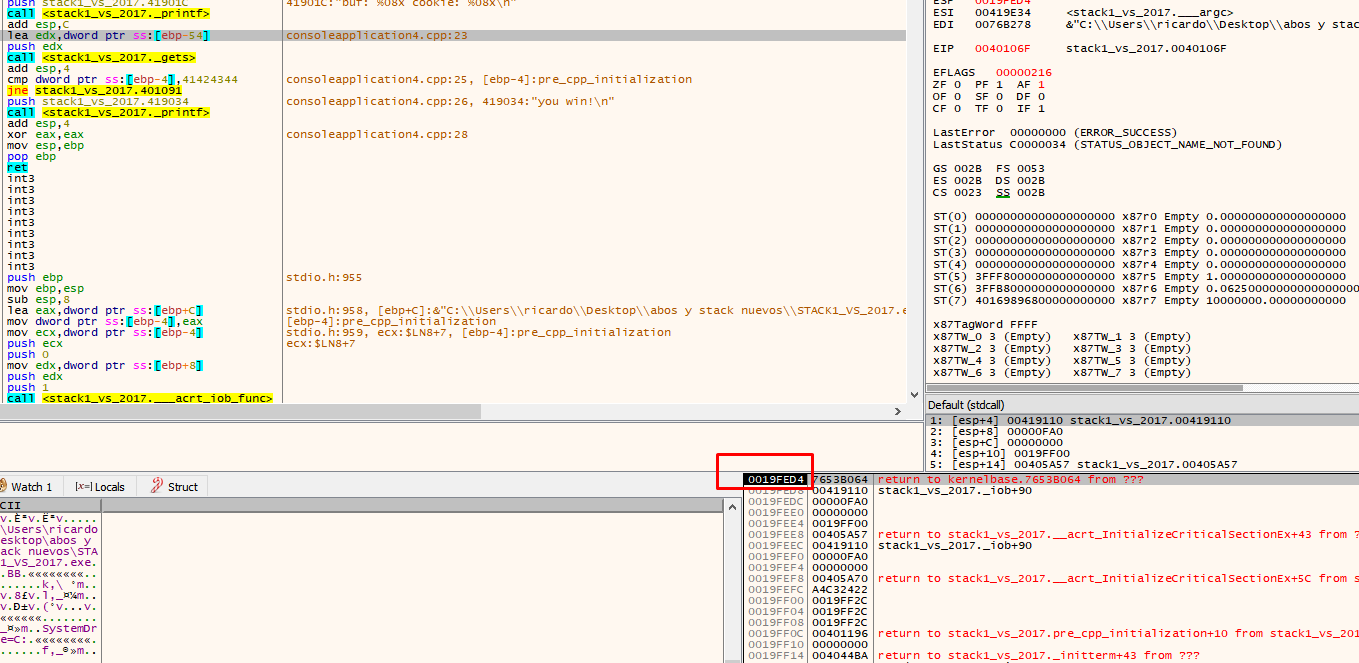 push stack1_vs_2017.41901C 41901C:"buf: %08x cookie: %08x\n"
call <stack1_vs_2017._printf>
add esp,C
lea edx,dword ptr ss:[ebp-54] consoleapplication4.cpp:23
push edx
call <stack1_vs_2017._gets>
add esp,4
cmp dword ptr ss:[ebp-4],41424344 consoleapplication4.cpp:25, [ebp-4]:pre_cpp_initialization
jne stack1_vs_2017.401091
push stack1_vs_2017.419034 consoleapplication4.cpp:26, 419034:"you win!\n"
call <stack1_vs_2017._printf>
add esp,4
xor eax,eax consoleapplication4.cpp:28
mov esp,ebp
pop ebp
ret
int3
int3
int3
int3
int3
int3
int3
int3
int3
push ebp stdio.h:955
mov ebp,esp
sub esp,8
lea eax,dword ptr ss:[ebp+C] stdio.h:958, [ebp+C]:&"C:\\Users\\ricardo\\Desktop\\abos y stack nuevos\\STACK1_VS_2017.e
mov dword ptr ss:[ebp-4],eax [ebp-4]:pre_cpp_initialization
mov ecx,dword ptr ss:[ebp-4] stdio.h:959, ecx:$LN8+7, [ebp-4]:pre_cpp_initialization
push ecx ecx:$LN8+7
push 0
mov edx,dword ptr ss:[ebp+8]
push edx
push 1
call <stack1_vs_2017.___acrt_iob_func>
ESP 0019FED4
ESI 00419E34 <stack1_vs_2017.___argc>
EDI 0076B278 &"C:\\Users\\ricardo\\Desktop\\abos y stac
EIP 0040106F stack1_vs_2017.0040106F
EFLAGS 00000216
ZF 0 PF 1 AF 1
OF 0 SF 0 DF 0
CF 0 TF 0 IF 1
LastError 00000000 (ERROR_SUCCESS)
LastStatus C0000034 (STATUS_OBJECT_NAME_NOT_FOUND)
GS 002B FS 0053
ES 002B DS 002B
CS 0023 SS 002B
ST(0) 00000000000000000000 x87r0 Empty 0.000000000000000000
ST(1) 00000000000000000000 x87r1 Empty 0.000000000000000000
ST(2) 00000000000000000000 x87r2 Empty 0.000000000000000000
ST(3) 00000000000000000000 x87r3 Empty 0.000000000000000000
ST(4) 00000000000000000000 x87r4 Empty 0.000000000000000000
ST(5) 3FFF8000000000000000 x87r5 Empty 1.000000000000000000
ST(6) 3FFB8000000000000000 x87r6 Empty 0.062500000000000000
ST(7) 40169896800000000000 x87r7 Empty 10000000.00000000000
x87TagWord FFFF
x87TW_0 3 (Empty) x87TW_1 3 (Empty)
x87TW_2 3 (Empty) x87TW_3 3 (Empty)
x87TW_4 3 (Empty) x87TW_5 3 (Empty)
x87TW_6 3 (Empty) x87TW_7 3 (Empty)
Default (stdcall)
1: [esp+4] 00419110 stack1_vs_2017.00419110
2: [esp+8] 00000FA0
3: [esp+C] 00000000
4: [esp+10] 0019FF00
5: [esp+14] 00405A57 stack1_vs_2017.00405A57
Watch 1 [x=] Locals Struct
CII
\Users\ricardo
esktop\abos y
ack nuevos\STA
1_VS_2017.exe.
.BB.«««««««««..
_¤»m..SystemDr
e=C:.««««««««.
0019FED4 7653B064 return to kernelbase.7653B064 from ???
0019FED8 00419110 stack1_vs_2017._iob+90
0019FEDC 00000FA0
0019FEE0 00000000
0019FEE4 0019FF00
0019FEE8 00405A57 return to stack1_vs_2017.__acrt_InitializeCriticalSectionEx+43 from ?
0019FEEC 00419110 stack1_vs_2017._iob+90
0019FEF0 00000FA0
0019FEF4 00000000
0019FEF8 00405A70 return to stack1_vs_2017.__acrt_InitializeCriticalSectionEx+5C from s
0019FEFC A4C32422
0019FF00 0019FF2C
0019FF04 0019FF2C
0019FF08 0019FF2C
0019FF0C 00401196 return to stack1_vs_2017.pre_cpp_initialization+10 from stack1_vs_201
0019FF10 00000000
0019FF14 004044BA return to stack1_vs_2017._initterm+43 from ???